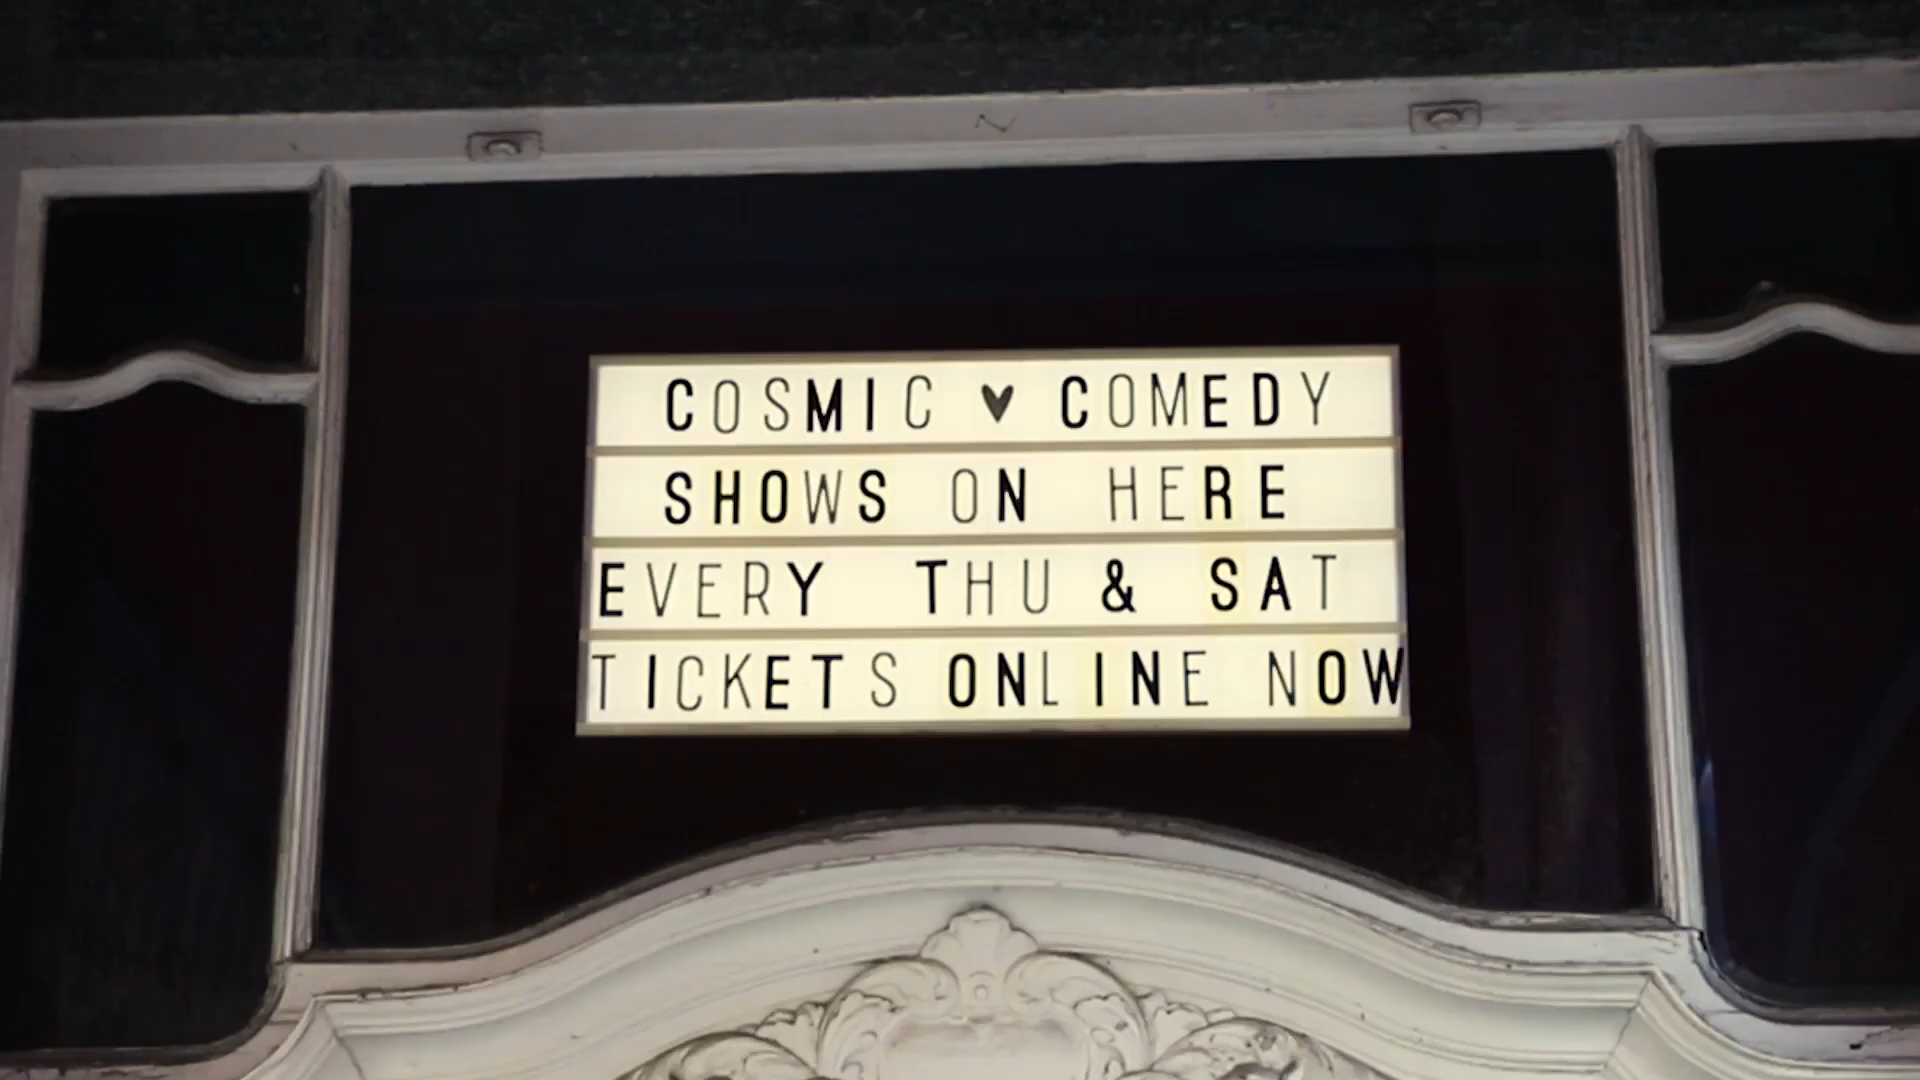 COSMIC ♥ COMEDY
SHOWS ON HERE
EVERY THU & SAT
TICKETS ONLINE NOW